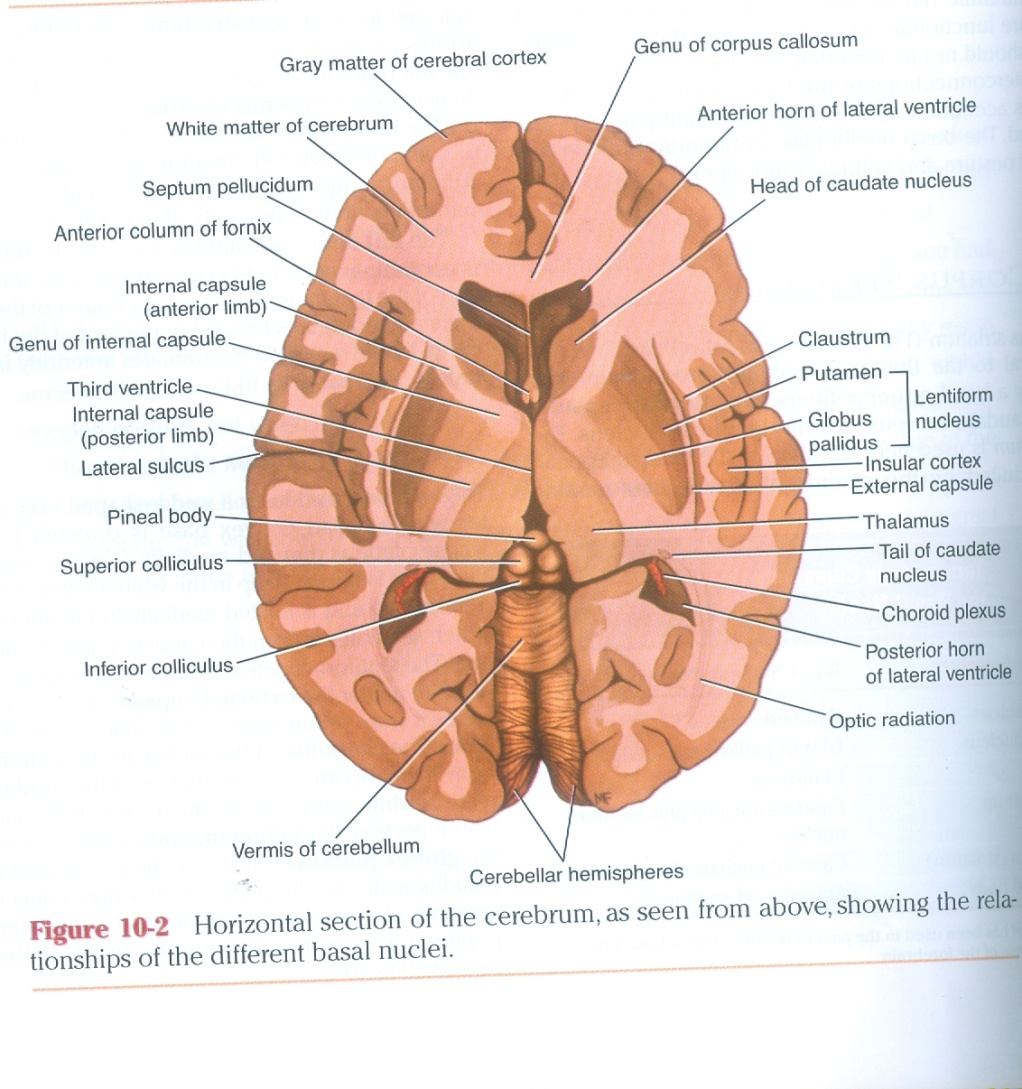 Genu of corpus callosum
Gray matter of cerebral cortex
Anterior horn of lateral ventricle
White matter of cerebrum
Septum pellucidum
Head of caudate nucleus
Anterior column of fornix
Internal capsule
(anterior limb)
Genu of internal capsule
Claustrum
Putamen
Lentiform
nucleus
Third ventricle
Internal capsule
(posterior limb)
Globus
pallidus
Lateral sulcus
Insular cortex
External capsule
Pineal body
Thalamus
Superior colliculus
Tail of caudate
nucleus
Choroid plexus
Inferior colliculus
Posterior horn
of lateral ventricle
Optic radiation
MF
Vermis of cerebellum
Cerebellar hemispheres
Figure 10-2 Horizontal section of the cerebrum, as seen from above, showing the rela-
tionships of the different basal nuclei.